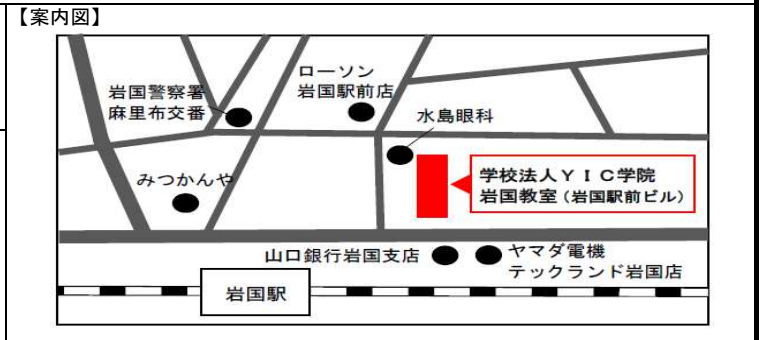 【案内図】
ローソン
岩国駅前店
岩国警察署
麻里布交番
水島眼科
みつかんや
学校法人ＹＩＣ学院
岩国教室（岩国駅前ビル）
山口銀行岩国支店
ヤマダ電機
テックランド岩国店
岩国駅